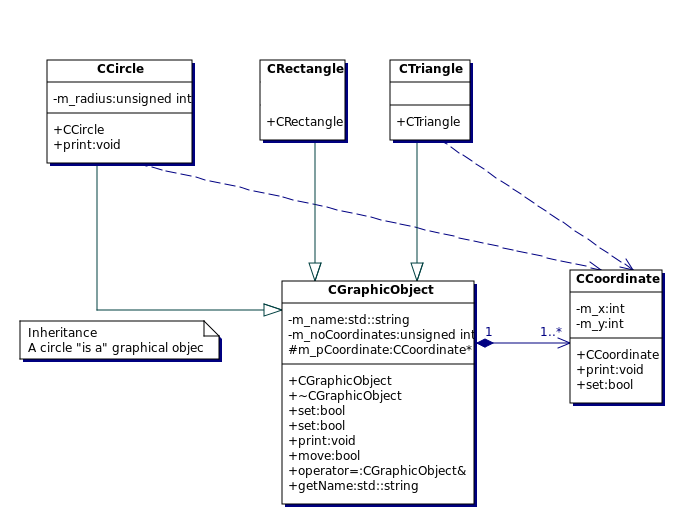 CCircle
-m_radius:unsigned int
+CCircle
+print:void
CRectangle
+CRectangle
CTriangle
+CTriangle
CGraphicObject
-m_name:std::string
-m_noCoordinates:unsigned int
#m_pCoordinate:CCoordinate*
+CGraphicObject
+~CGraphicObject
+set:bool
+set:bool
+print:void
+move:bool
+operator=:CGraphicObject&
+getName:std::string
1
1..*
CCoordinate
-m_x:int
-m_y:int
+CCoordinate
+print:void
+set:bool
Inheritance
A circle "is a" graphical objec